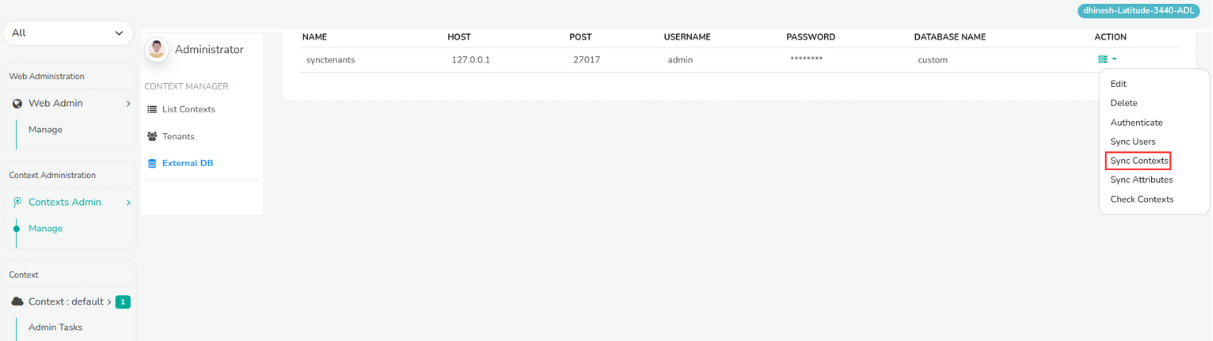 dhinesh-Latitude-3440-ADL
All
Web Administration
Web Admin
Manage
Context Administration
Contexts Admin
Manage
Context
Context : default 1
Admin Tasks
Administrator
CONTEXT MANAGER
List Contexts
Tenants
External DB
NAME HOST POST USERNAME PASSWORD DATABASE NAME ACTION
synctenants 127.0.0.1 27017 admin ******** custom
Edit
Delete
Authenticate
Sync Users
Sync Contexts
Sync Attributes
Check Contexts